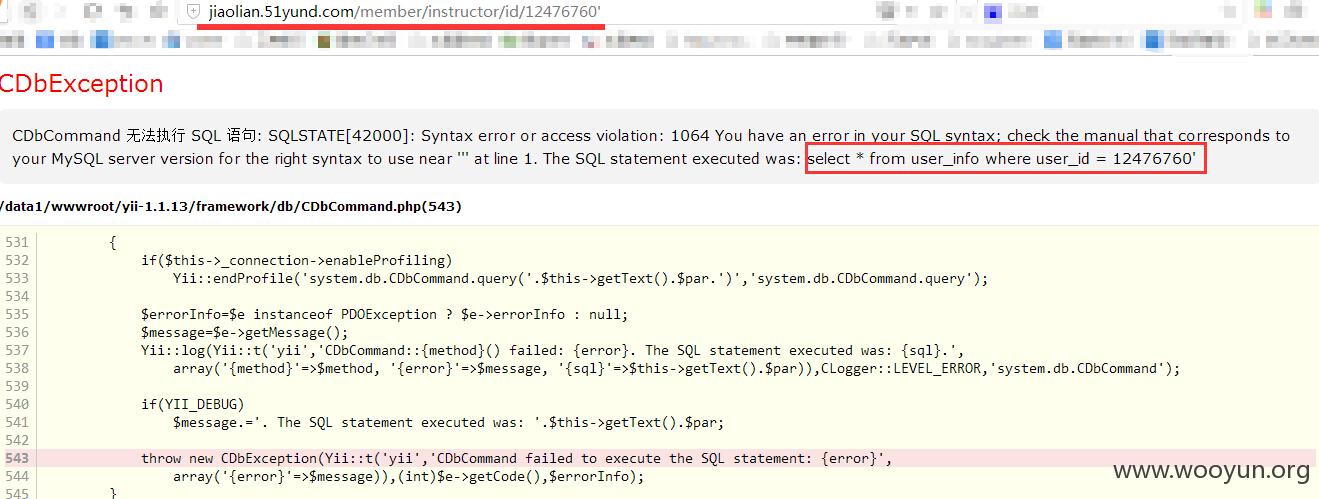 jiaolian.51yund.com/member/instructor/id/12476760'
CDbException
CDbCommand 无法执行 SQL 语句: SQLSTATE[42000]: Syntax error or access violation: 1064 You have an error in your SQL syntax; check the manual that corresponds to
your MySQL server version for the right syntax to use near ''' at line 1. The SQL statement executed was: select * from user_info where user_id = 12476760'
/data1/wwwroot/yii-1.1.13/framework/db/CDbCommand.php(543)
531 {
532 if($this->_connection->enableProfiling)
533 Yii::endProfile('system.db.CDbCommand.query('.$this->getText().$par.')','system.db.CDbCommand.query');
534
535 $errorInfo=$e instanceof PDOException ? $e->errorInfo : null;
536 $message=$e->getMessage();
537 Yii::log(Yii::t('yii','CDbCommand::{method}() failed: {error}. The SQL statement executed was: {sql}.',
538 array('{method}'=>$method, '{error}'=>$message, '{sql}'=>$this->getText().$par)),CLogger::LEVEL_ERROR,'system.db.CDbCommand');
539
540 if(YII_DEBUG)
541 $message.='. The SQL statement executed was: '.$this->getText().$par;
542
543 throw new CDbException(Yii::t('yii','CDbCommand failed to execute the SQL statement: {error}',
544 array('{error}'=>$message)),(int)$e->getCode(),$errorInfo);
545 }
www.wooyun.org